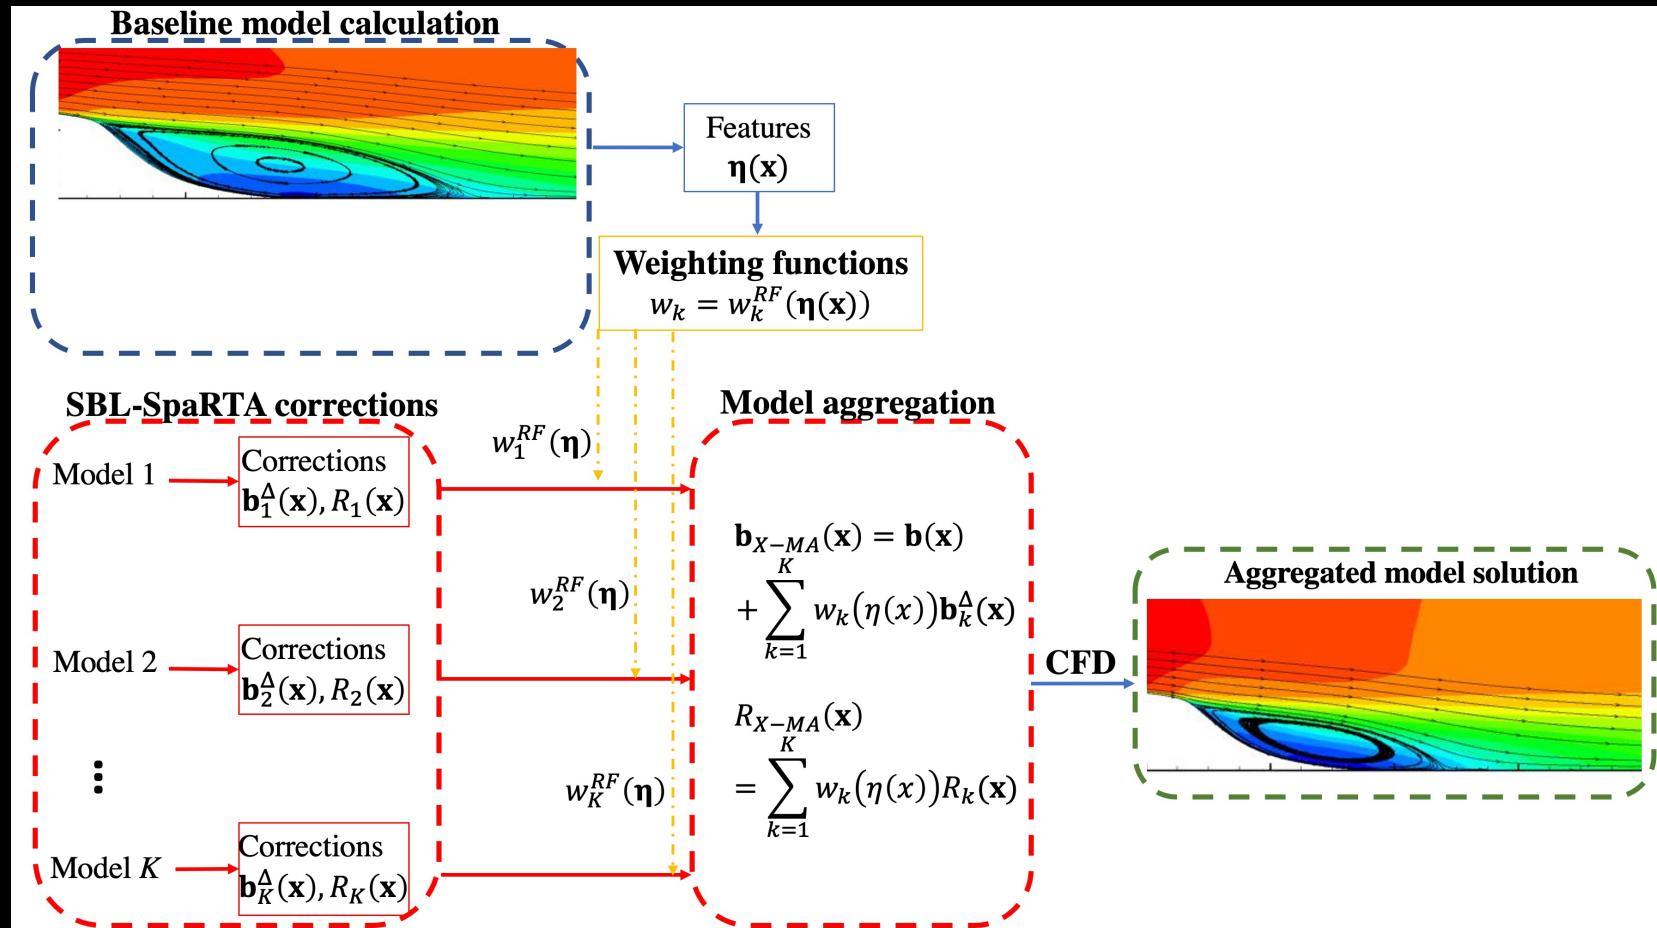 Baseline model calculation
Features
𝛈(𝐱)
Weighting functions
w_k = w_k^{RF}(𝛈(𝐱))
SBL-SpaRTA corrections
Model 1
Corrections
𝐛_1^Δ(𝐱), R_1(𝐱)
Model 2
Corrections
𝐛_2^Δ(𝐱), R_2(𝐱)
⋮
Model K
Corrections
𝐛_K^Δ(𝐱), R_K(𝐱)
w_1^{RF}(𝛈)
w_2^{RF}(𝛈)
w_K^{RF}(𝛈)
Model aggregation
𝐛_{X−MA}(𝐱) = 𝐛(𝐱)
+ ∑_{k=1}^{K} w_k(η(x))𝐛_k^Δ(𝐱)
R_{X−MA}(𝐱)
= ∑_{k=1}^{K} w_k(η(x))R_k(𝐱)
CFD
Aggregated model solution